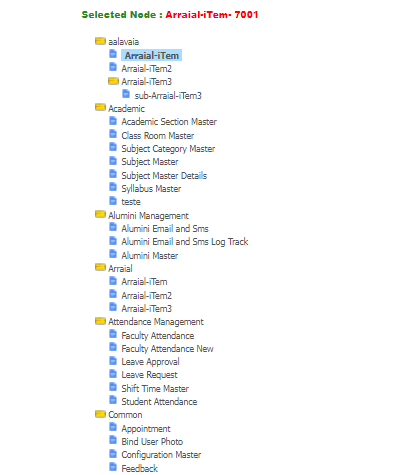 Selected Node : Arraial-iTem- 7001
aalavaia
Arraial-iTem
Arraial-iTem2
Arraial-iTem3
sub-Arraial-iTem3
Academic
Academic Section Master
Class Room Master
Subject Category Master
Subject Master
Subject Master Details
Syllabus Master
teste
Alumini Management
Alumini Email and Sms
Alumini Email and Sms Log Track
Alumini Master
Arraial
Arraial-iTem
Arraial-iTem2
Arraial-iTem3
Attendance Management
Faculty Attendance
Faculty Attendance New
Leave Approval
Leave Request
Shift Time Master
Student Attendance
Common
Appointment
Bind User Photo
Configuration Master
Feedback